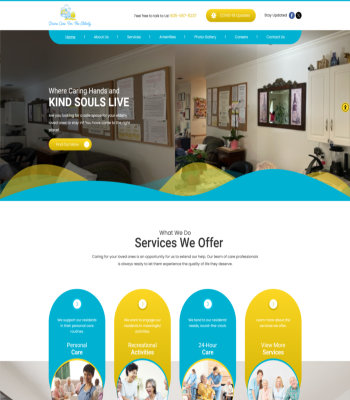 Feel free to talk to us!
COVID-19 Updates
Stay Updated
Home
About Us
Services
Amenities
Photo Gallery
Careers
Contact Us
Where Caring Hands and
KIND SOULS LIVE
Are you looking for a safe space for your elderly
loved ones to stay in? You have come to the right
place!
Find Out More
What We Do
Services We Offer
Caring for your loved ones is an opportunity for us to extend our help. Our team of care professionals
is always ready to let them experience the quality of life they deserve.
We support our residents
in their personal care
routines.
Personal
Care
We want to engage our
residents in meaningful
activities.
Recreational
Activities
We tend to our residents'
needs, round-the-clock.
24-Hour
Care
Learn more about the
services we offer.
View More
Services